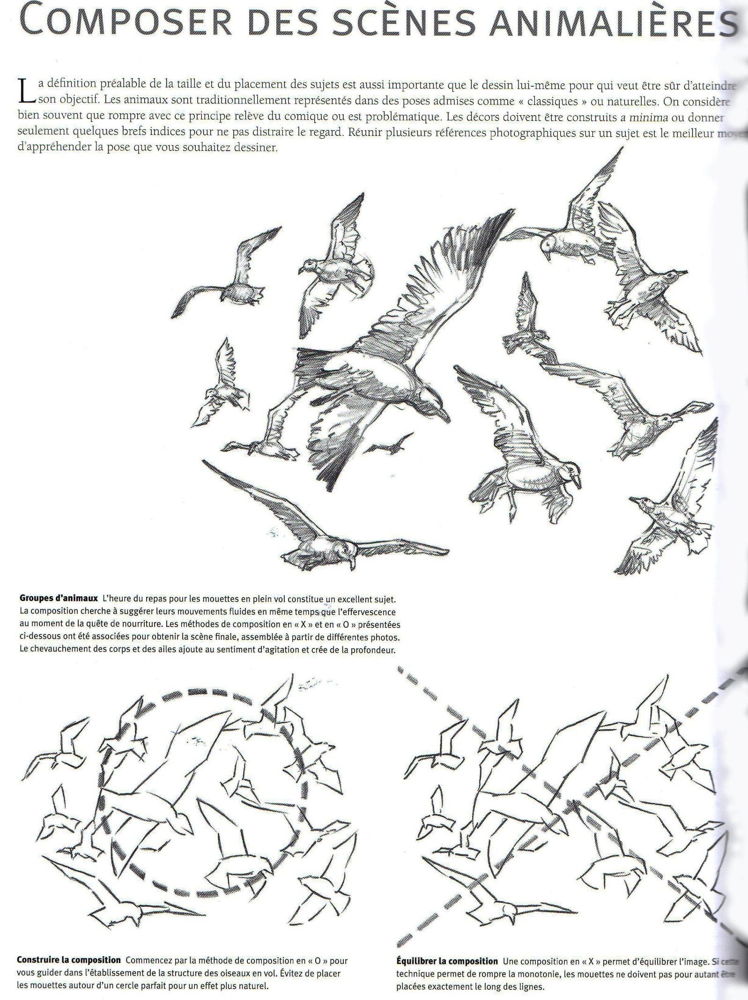 COMPOSER DES SCÈNES ANIMALIÈRES
La définition préalable de la taille et du placement des sujets est aussi importante que le dessin lui-même pour qui veut être sûr d'atteindre
son objectif. Les animaux sont traditionnellement représentés dans des poses admises comme « classiques » ou naturelles. On considère
bien souvent que rompre avec ce principe relève du comique ou est problématique. Les décors doivent être construits a minima ou donner
seulement quelques brefs indices pour ne pas distraire le regard. Réunir plusieurs références photographiques sur un sujet est le meilleur moyen
d'appréhender la pose que vous souhaitez dessiner.
Groupes d'animaux L'heure du repas pour les mouettes en plein vol constitue un excellent sujet.
La composition cherche à suggérer leurs mouvements fluides en même temps que l'effervescence
au moment de la quête de nourriture. Les méthodes de composition en « X » et en « O » présentées
ci-dessous ont été associées pour obtenir la scène finale, assemblée à partir de différentes photos.
Le chevauchement des corps et des ailes ajoute au sentiment d'agitation et crée de la profondeur.
Construire la composition Commencez par la méthode de composition en « O » pour
vous guider dans l'établissement de la structure des oiseaux en vol. Évitez de placer
les mouettes autour d'un cercle parfait pour un effet plus naturel.
Équilibrer la composition Une composition en « X » permet d'équilibrer l'image. Si cette
technique permet de rompre la monotonie, les mouettes ne doivent pas pour autant être
placées exactement le long des lignes.